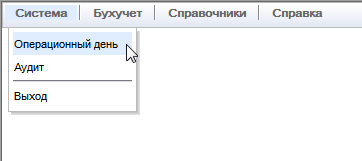 Система Бухучет Справочники Справка
Операционный день
Аудит
Выход